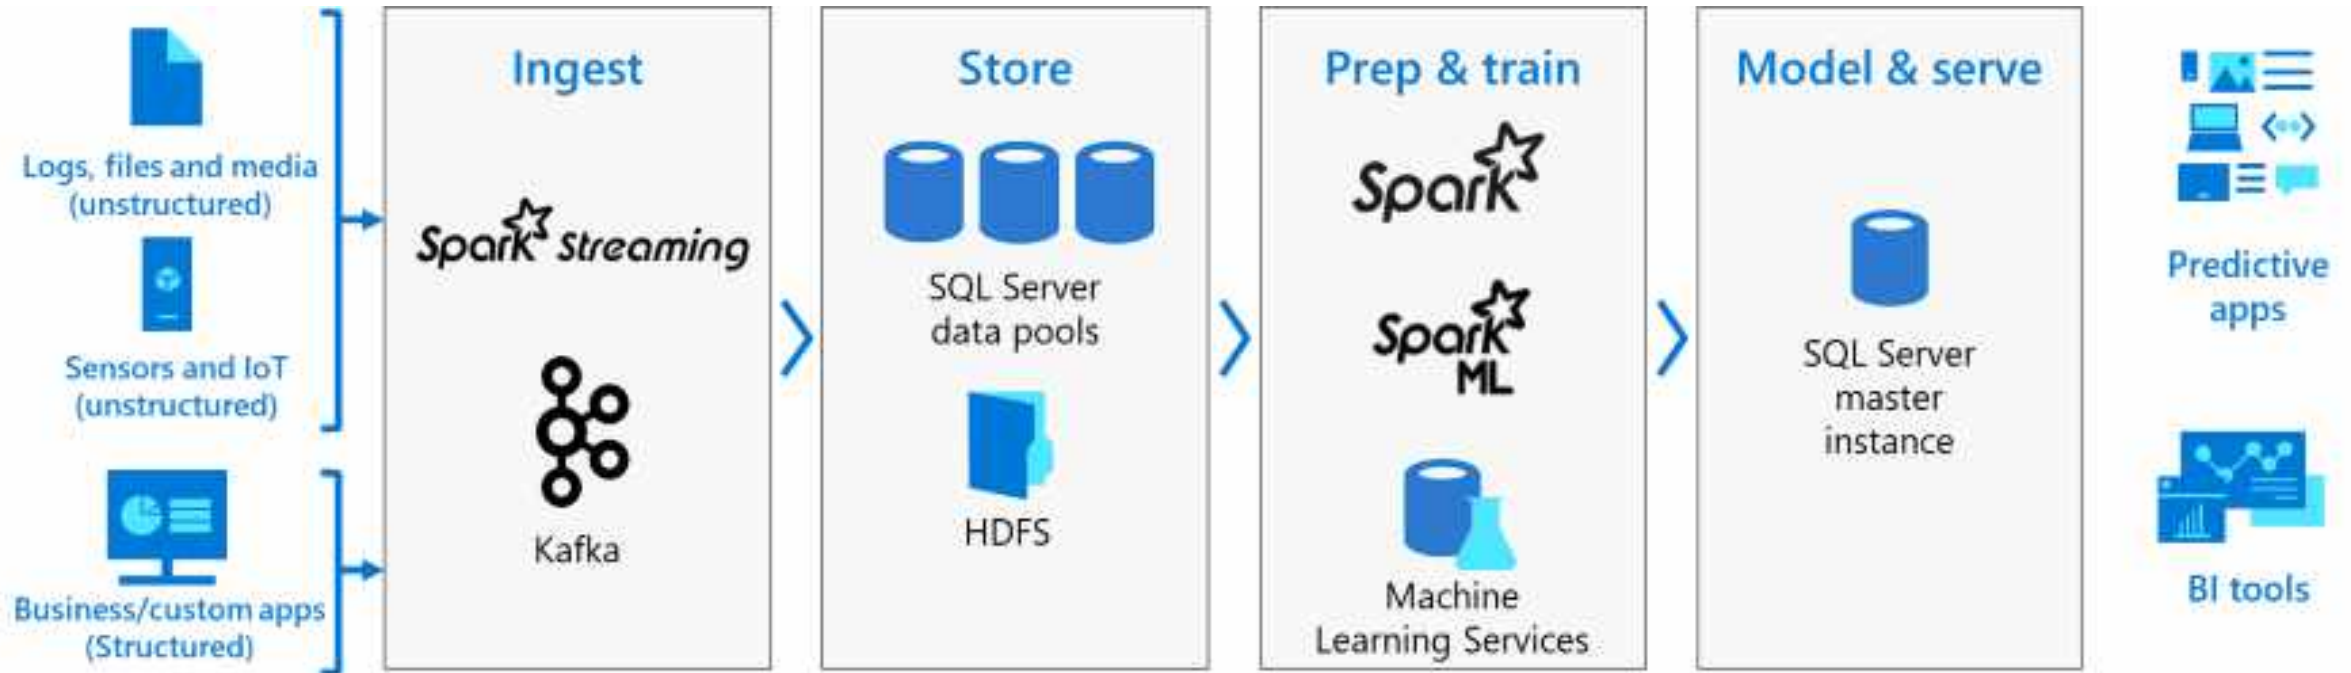 Logs, files and media
(unstructured)
Sensors and IoT
(unstructured)
Business/custom apps
(Structured)
Ingest
Spark Streaming
Kafka
Store
SQL Server
data pools
HDFS
Prep & train
Spark
Spark
ML
Machine
Learning Services
Model & serve
SQL Server
master
instance
Predictive
apps
BI tools